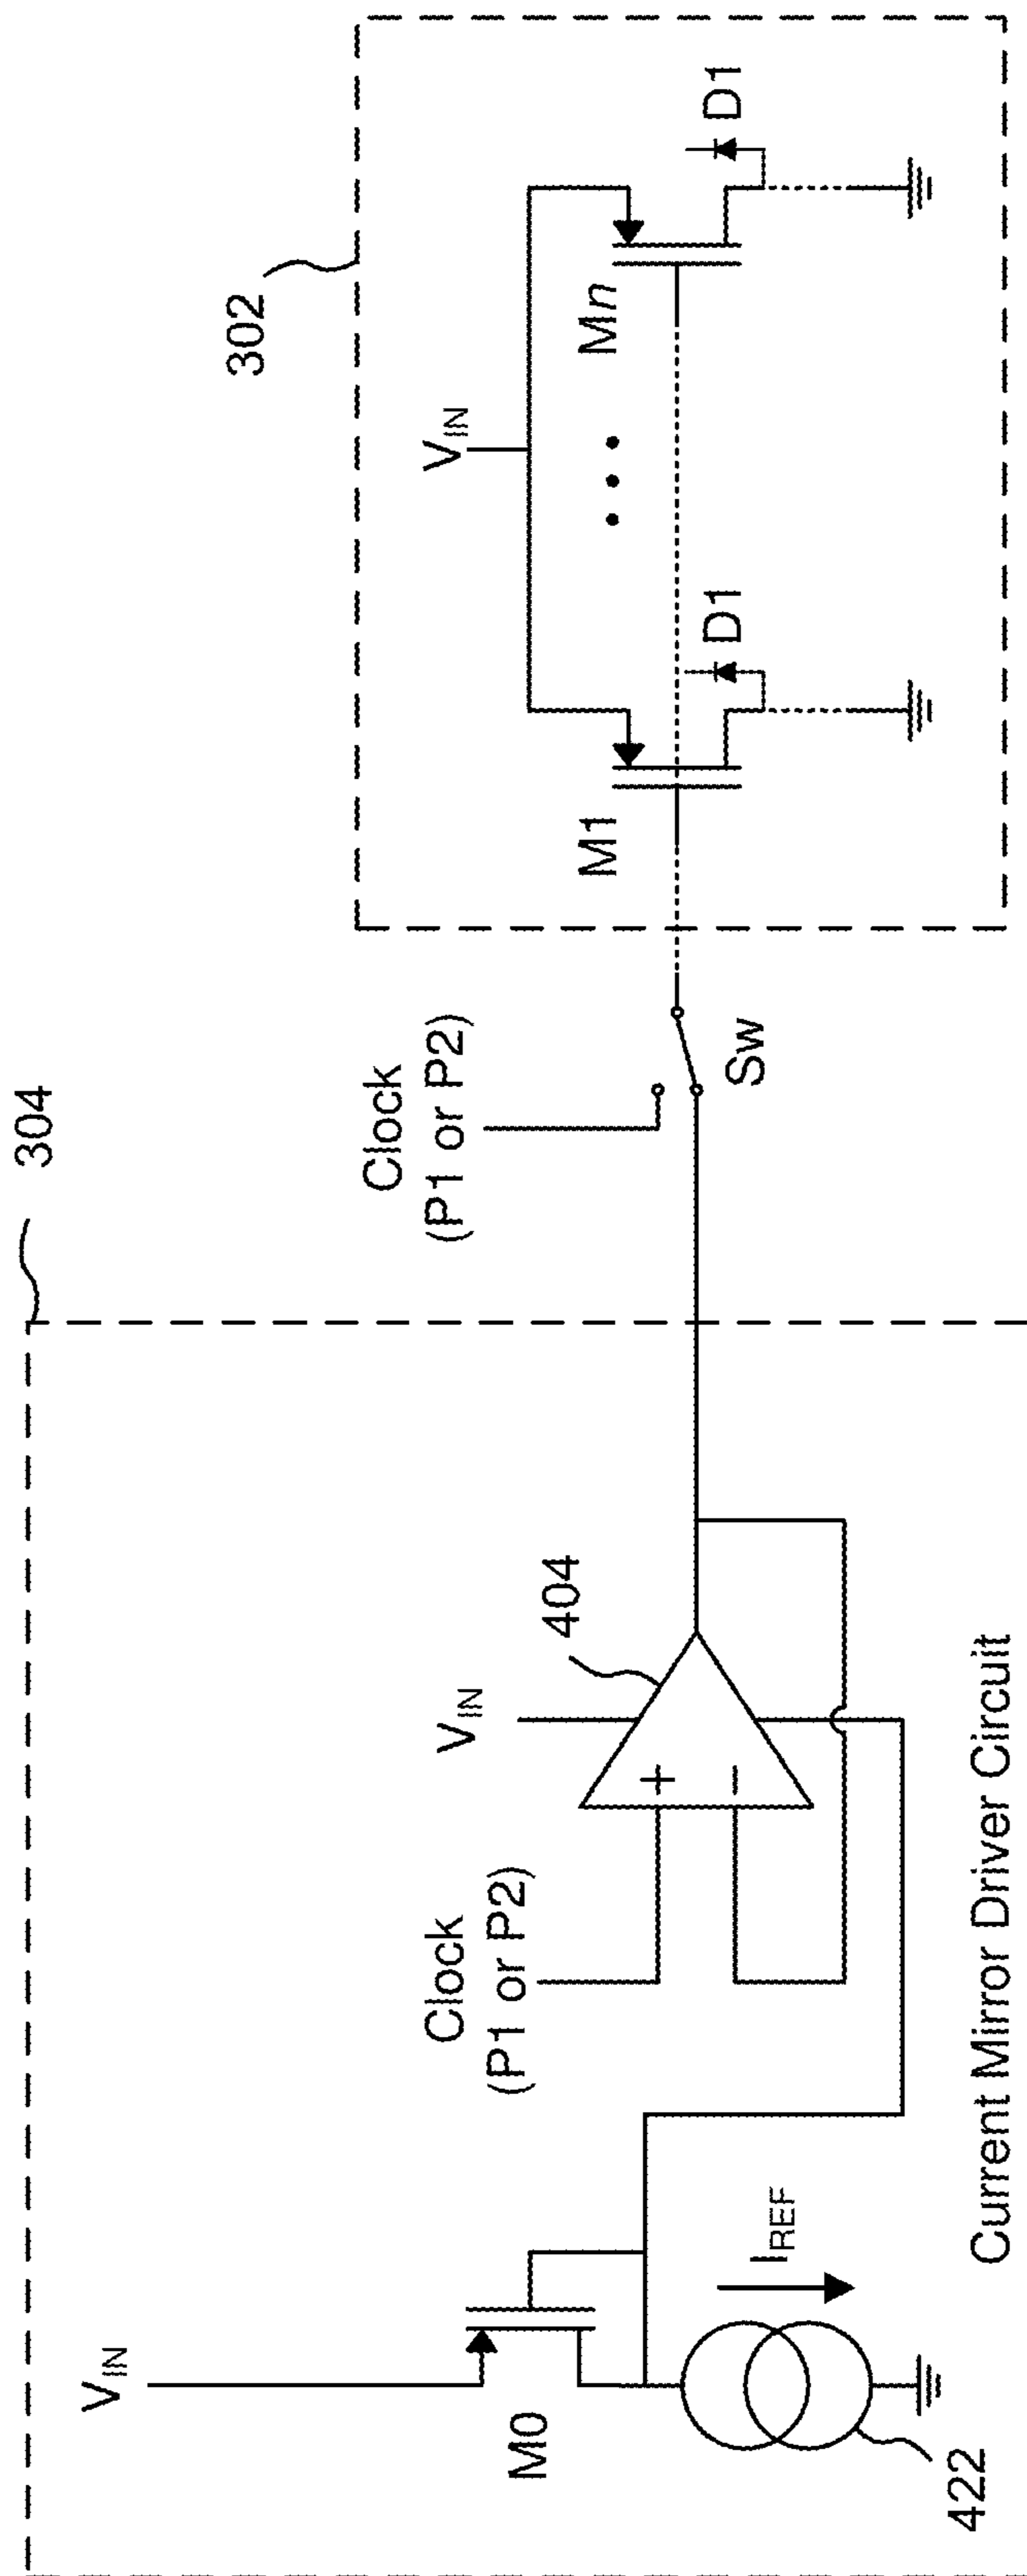 304
302
V_IN
M0
I_REF
422
Clock
(P1 or P2)
V_IN
404
+
−
Current Mirror Driver Circuit
Clock
(P1 or P2)
Sw
V_IN
M1
D1
Mn
D1